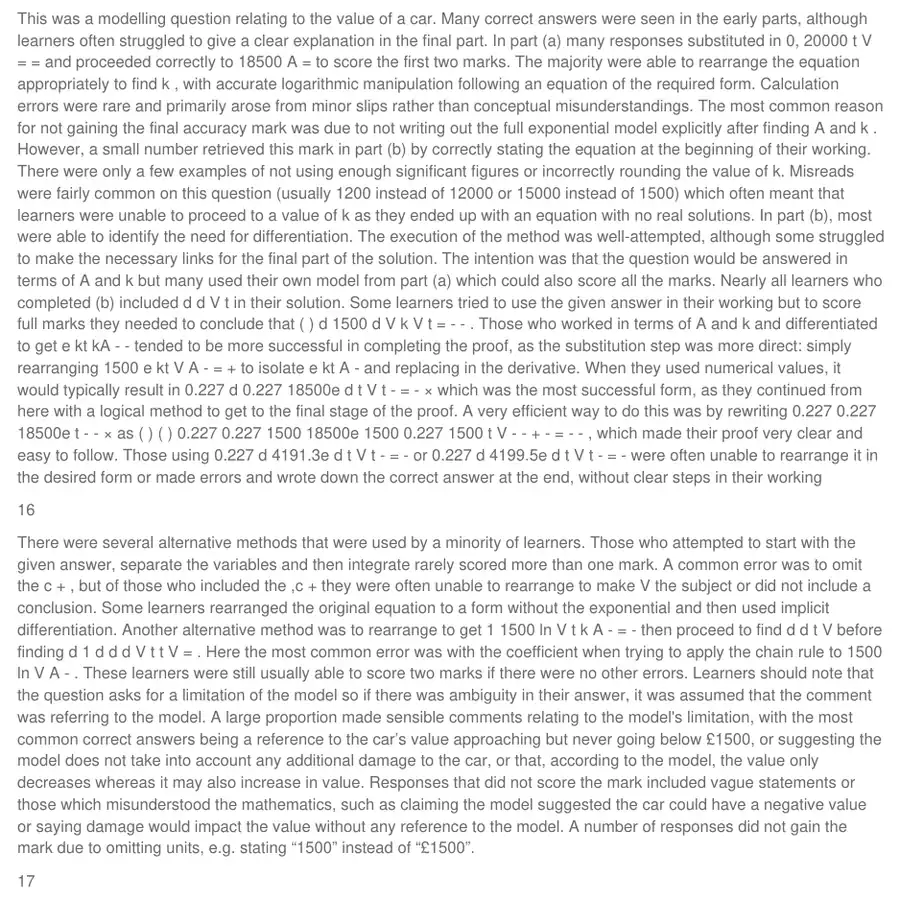 This was a modelling question relating to the value of a car. Many correct answers were seen in the early parts, although
learners often struggled to give a clear explanation in the final part. In part (a) many responses substituted in 0, 20000 t V
= = and proceeded correctly to 18500 A = to score the first two marks. The majority were able to rearrange the equation
appropriately to find k , with accurate logarithmic manipulation following an equation of the required form. Calculation
errors were rare and primarily arose from minor slips rather than conceptual misunderstandings. The most common reason
for not gaining the final accuracy mark was due to not writing out the full exponential model explicitly after finding A and k .
However, a small number retrieved this mark in part (b) by correctly stating the equation at the beginning of their working.
There were only a few examples of not using enough significant figures or incorrectly rounding the value of k. Misreads
were fairly common on this question (usually 1200 instead of 12000 or 15000 instead of 1500) which often meant that
learners were unable to proceed to a value of k as they ended up with an equation with no real solutions. In part (b), most
were able to identify the need for differentiation. The execution of the method was well-attempted, although some struggled
to make the necessary links for the final part of the solution. The intention was that the question would be answered in
terms of A and k but many used their own model from part (a) which could also score all the marks. Nearly all learners who
completed (b) included d d V t in their solution. Some learners tried to use the given answer in their working but to score
full marks they needed to conclude that ( ) d 1500 d V k V t = - - . Those who worked in terms of A and k and differentiated
to get e kt kA - - tended to be more successful in completing the proof, as the substitution step was more direct: simply
rearranging 1500 e kt V A - = + to isolate e kt A - and replacing in the derivative. When they used numerical values, it
would typically result in 0.227 d 0.227 18500e d t V t - = - × which was the most successful form, as they continued from
here with a logical method to get to the final stage of the proof. A very efficient way to do this was by rewriting 0.227 0.227
18500e t - - × as ( ) ( ) 0.227 0.227 1500 18500e 1500 0.227 1500 t V - - + - = - - , which made their proof very clear and
easy to follow. Those using 0.227 d 4191.3e d t V t - = - or 0.227 d 4199.5e d t V t - = - were often unable to rearrange it in
the desired form or made errors and wrote down the correct answer at the end, without clear steps in their working
16
There were several alternative methods that were used by a minority of learners. Those who attempted to start with the
given answer, separate the variables and then integrate rarely scored more than one mark. A common error was to omit
the c + , but of those who included the ,c + they were often unable to rearrange to make V the subject or did not include a
conclusion. Some learners rearranged the original equation to a form without the exponential and then used implicit
differentiation. Another alternative method was to rearrange to get 1 1500 ln V t k A - = - then proceed to find d d t V before
finding d 1 d d d V t t V = . Here the most common error was with the coefficient when trying to apply the chain rule to 1500
ln V A - . These learners were still usually able to score two marks if there were no other errors. Learners should note that
the question asks for a limitation of the model so if there was ambiguity in their answer, it was assumed that the comment
was referring to the model. A large proportion made sensible comments relating to the model's limitation, with the most
common correct answers being a reference to the car’s value approaching but never going below £1500, or suggesting the
model does not take into account any additional damage to the car, or that, according to the model, the value only
decreases whereas it may also increase in value. Responses that did not score the mark included vague statements or
those which misunderstood the mathematics, such as claiming the model suggested the car could have a negative value
or saying damage would impact the value without any reference to the model. A number of responses did not gain the
mark due to omitting units, e.g. stating “1500” instead of “£1500”.
17